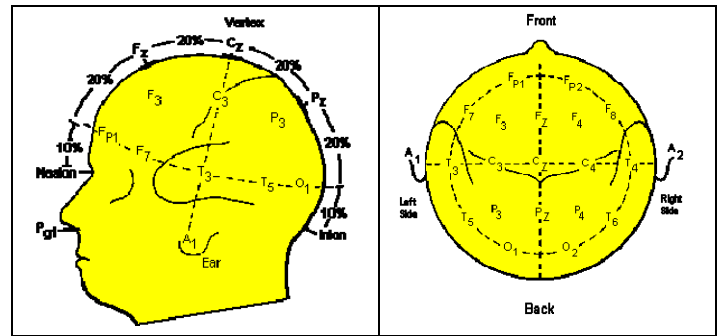 Vertex
20% Cz 20%
Fz
20% 20%
F3 C3 Pz
P3
FP1 20%
10% F7
Nasion T3 T5 O1
10%
Pg1 A1 Inion
Ear
Front
FP1 FP2
F7 F3 FZ F4 F8
A1 A2
T3 C3 CZ C4 T4
Left Side
Right Side
T5 P3 PZ P4 T6
O1 O2
Back